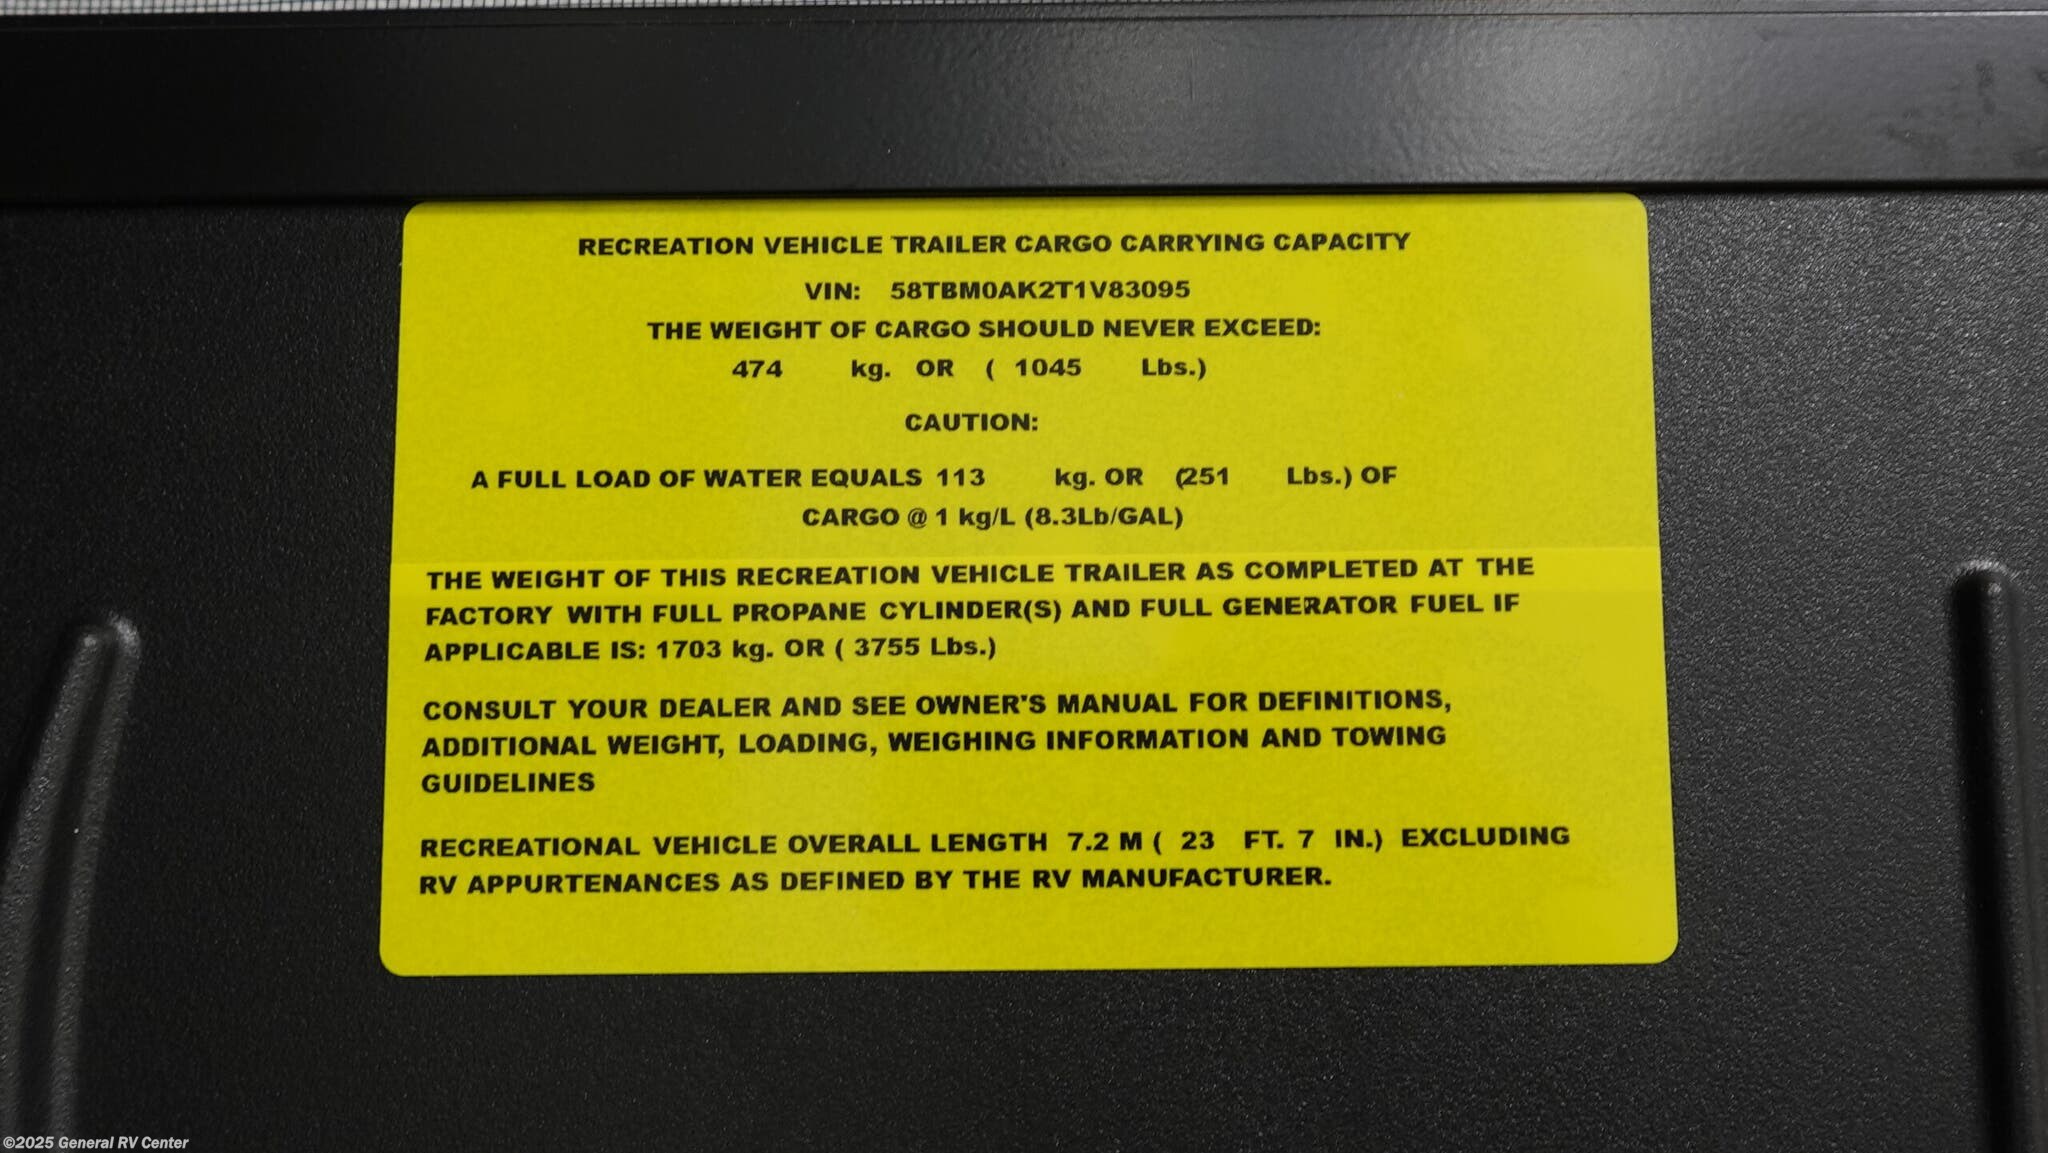 RECREATION VEHICLE TRAILER CARGO CARRYING CAPACITY
VIN: 58TBM0AK2T1V83095
THE WEIGHT OF CARGO SHOULD NEVER EXCEED:
474 kg. OR ( 1045 Lbs.)
CAUTION:
A FULL LOAD OF WATER EQUALS 113 kg. OR (251 Lbs.) OF
CARGO @ 1 kg/L (8.3Lb/GAL)
THE WEIGHT OF THIS RECREATION VEHICLE TRAILER AS COMPLETED AT THE
FACTORY WITH FULL PROPANE CYLINDER(S) AND FULL GENERATOR FUEL IF
APPLICABLE IS: 1703 kg. OR ( 3755 Lbs.)
CONSULT YOUR DEALER AND SEE OWNER'S MANUAL FOR DEFINITIONS,
ADDITIONAL WEIGHT, LOADING, WEIGHING INFORMATION AND TOWING
GUIDELINES
RECREATIONAL VEHICLE OVERALL LENGTH 7.2 M ( 23 FT. 7 IN.) EXCLUDING
RV APPURTENANCES AS DEFINED BY THE RV MANUFACTURER.
©2025 General RV Center